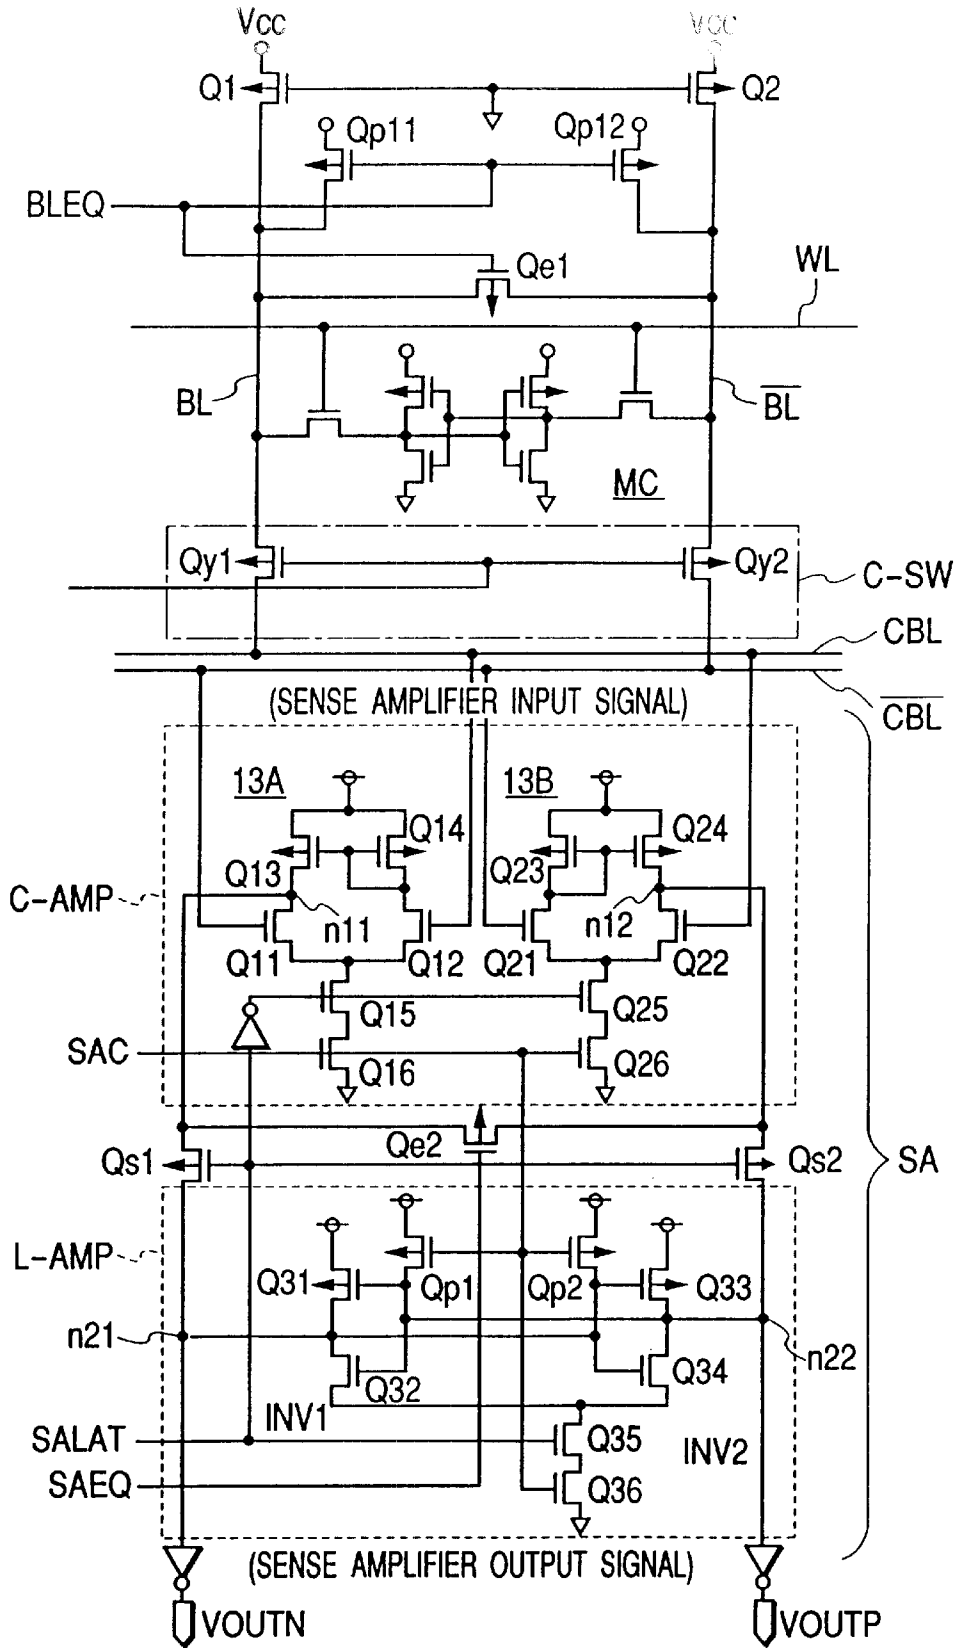 Vcc Vcc
Q1 Q2
Qp11 Qp12
BLEQ
Qe1 WL
BL B̅L̅
MC
Qy1 Qy2
C-SW
CBL
(SENSE AMPLIFIER INPUT SIGNAL) C̅B̅L̅
13A 13B
Q14 Q24
Q13 Q23
C-AMP n11 n12
Q11 Q12 Q21 Q22
Q15 Q25
SAC Q16 Q26
Qe2
Qs1 Qs2 SA
L-AMP
Q31 Qp1 Qp2 Q33
n21 n22
Q32 Q34
INV1
SALAT Q35 INV2
SAEQ Q36
(SENSE AMPLIFIER OUTPUT SIGNAL)
VOUTN VOUTP